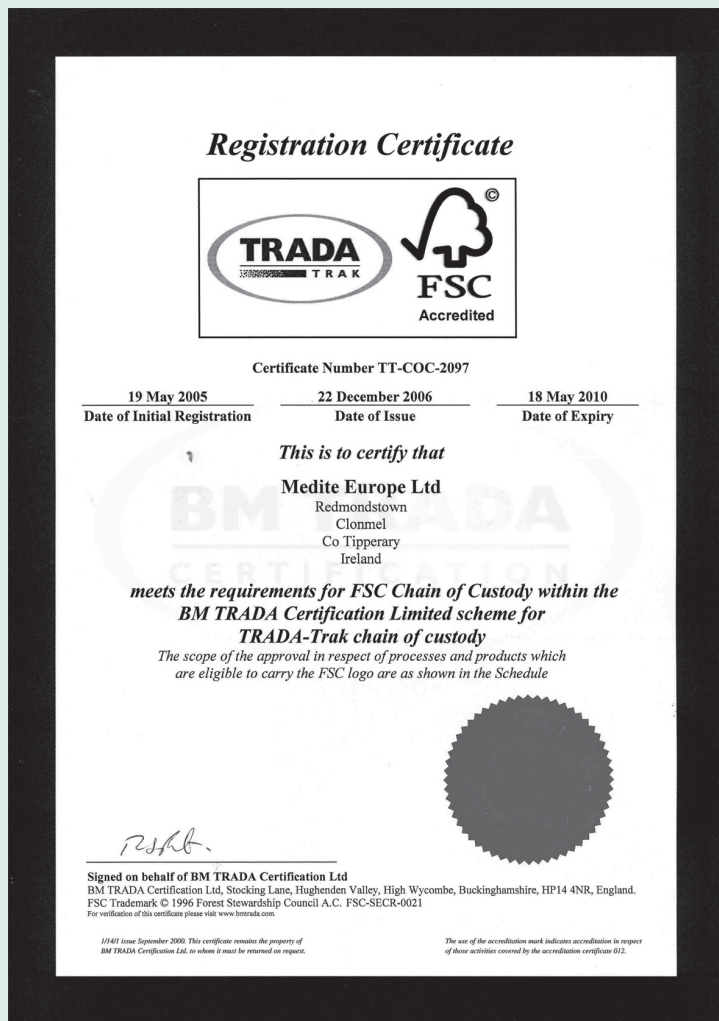 Registration Certificate
TRADA
TRAK
©
FSC
Accredited
Certificate Number TT-COC-2097
19 May 2005
Date of Initial Registration
22 December 2006
Date of Issue
18 May 2010
Date of Expiry
This is to certify that
Medite Europe Ltd
Redmondstown
Clonmel
Co Tipperary
Ireland
BM TRADA
CERTIFICATION
meets the requirements for FSC Chain of Custody within the
BM TRADA Certification Limited scheme for
TRADA-Trak chain of custody
The scope of the approval in respect of processes and products which
are eligible to carry the FSC logo are as shown in the Schedule
Signed on behalf of BM TRADA Certification Ltd
BM TRADA Certification Ltd, Stocking Lane, Hughenden Valley, High Wycombe, Buckinghamshire, HP14 4NR, England.
FSC Trademark © 1996 Forest Stewardship Council A.C. FSC-SECR-0021
For verification of this certificate please visit www.bmtrada.com.
1/14/1 issue September 2000. This certificate remains the property of
BM TRADA Certification Ltd. to whom it must be returned on request.
The use of the accreditation mark indicates accreditation in respect
of those activities covered by the accreditation certificate 012.